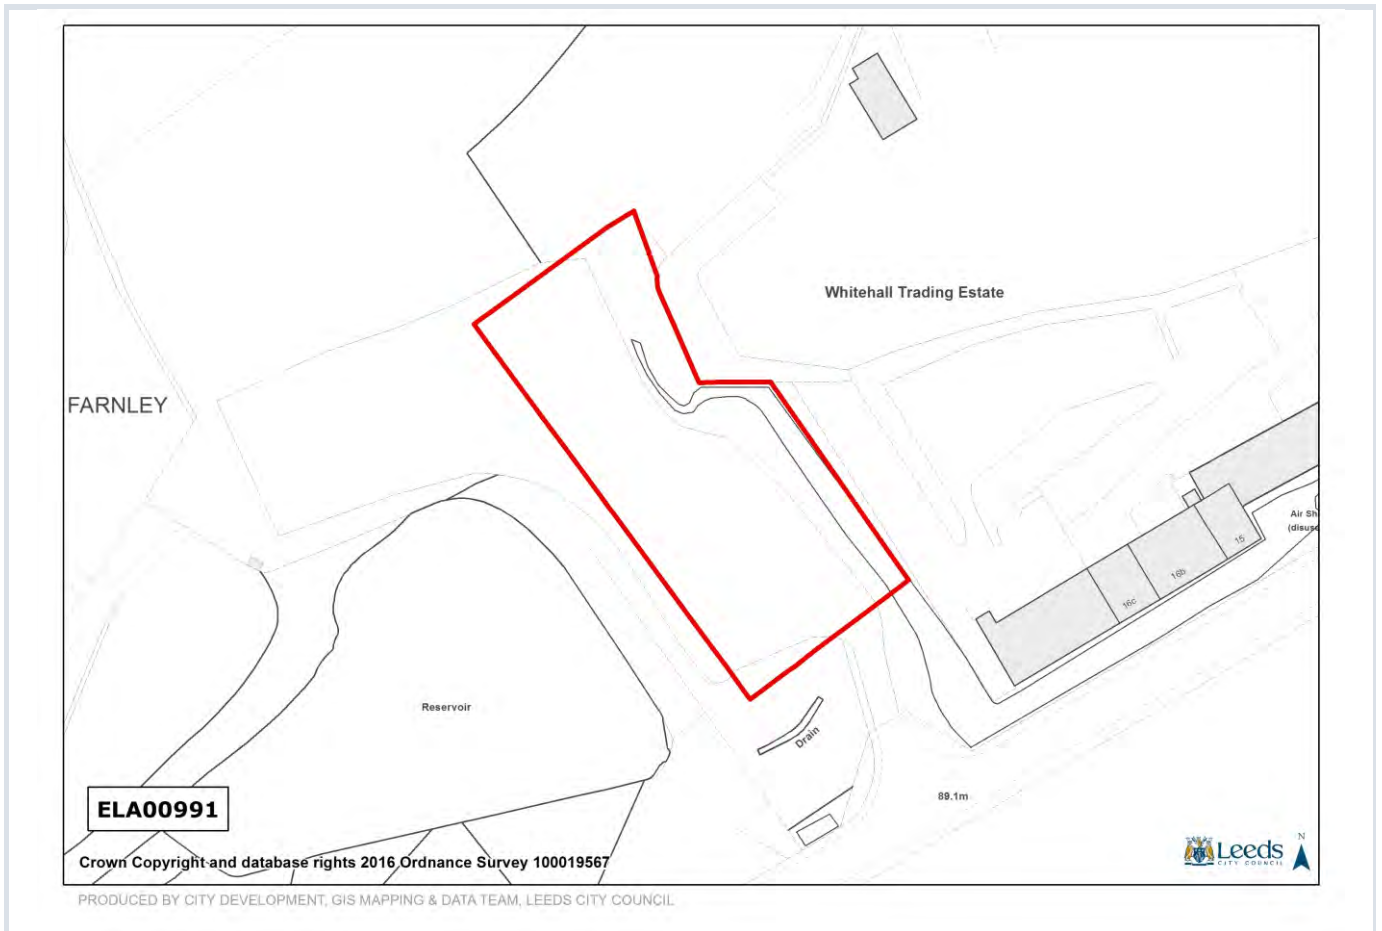 Whitehall Trading Estate
FARNLEY
Air Sh
(disuse
15
16b
16c
Reservoir
Drain
89.1m
ELA00991
Crown Copyright and database rights 2016 Ordnance Survey 100019567
Leeds
CITY COUNCIL
N
PRODUCED BY CITY DEVELOPMENT, GIS MAPPING & DATA TEAM, LEEDS CITY COUNCIL